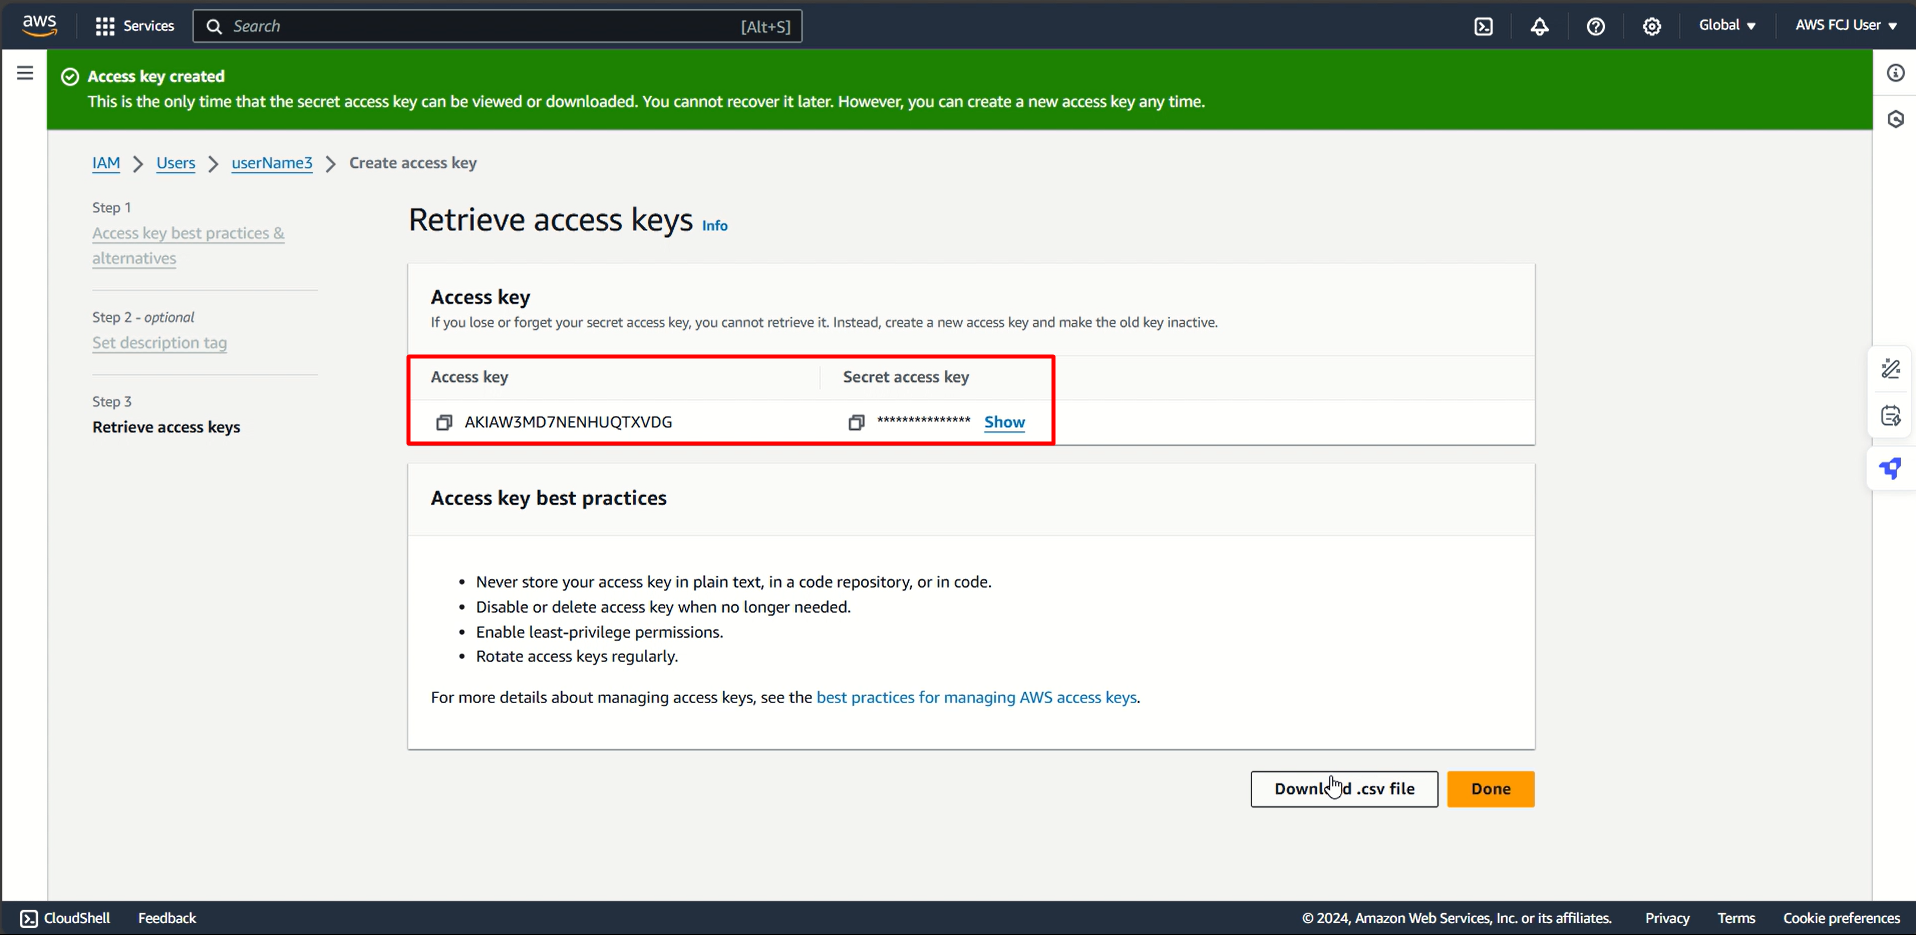 aws
Services
Search
[Alt+S]
Global
AWS FCJ User
Access key created
This is the only time that the secret access key can be viewed or downloaded. You cannot recover it later. However, you can create a new access key any time.
IAM
Users
userName3
Create access key
Step 1
Access key best practices &
alternatives
Step 2 - optional
Set description tag
Step 3
Retrieve access keys
Retrieve access keys Info
Access key
If you lose or forget your secret access key, you cannot retrieve it. Instead, create a new access key and make the old key inactive.
Access key
Secret access key
AKIAW3MD7NENHUQTXVDG
*************** Show
Access key best practices
• Never store your access key in plain text, in a code repository, or in code.
• Disable or delete access key when no longer needed.
• Enable least-privilege permissions.
• Rotate access keys regularly.
For more details about managing access keys, see the best practices for managing AWS access keys.
Download .csv file
Done
CloudShell
Feedback
© 2024, Amazon Web Services, Inc. or its affiliates.
Privacy
Terms
Cookie preferences